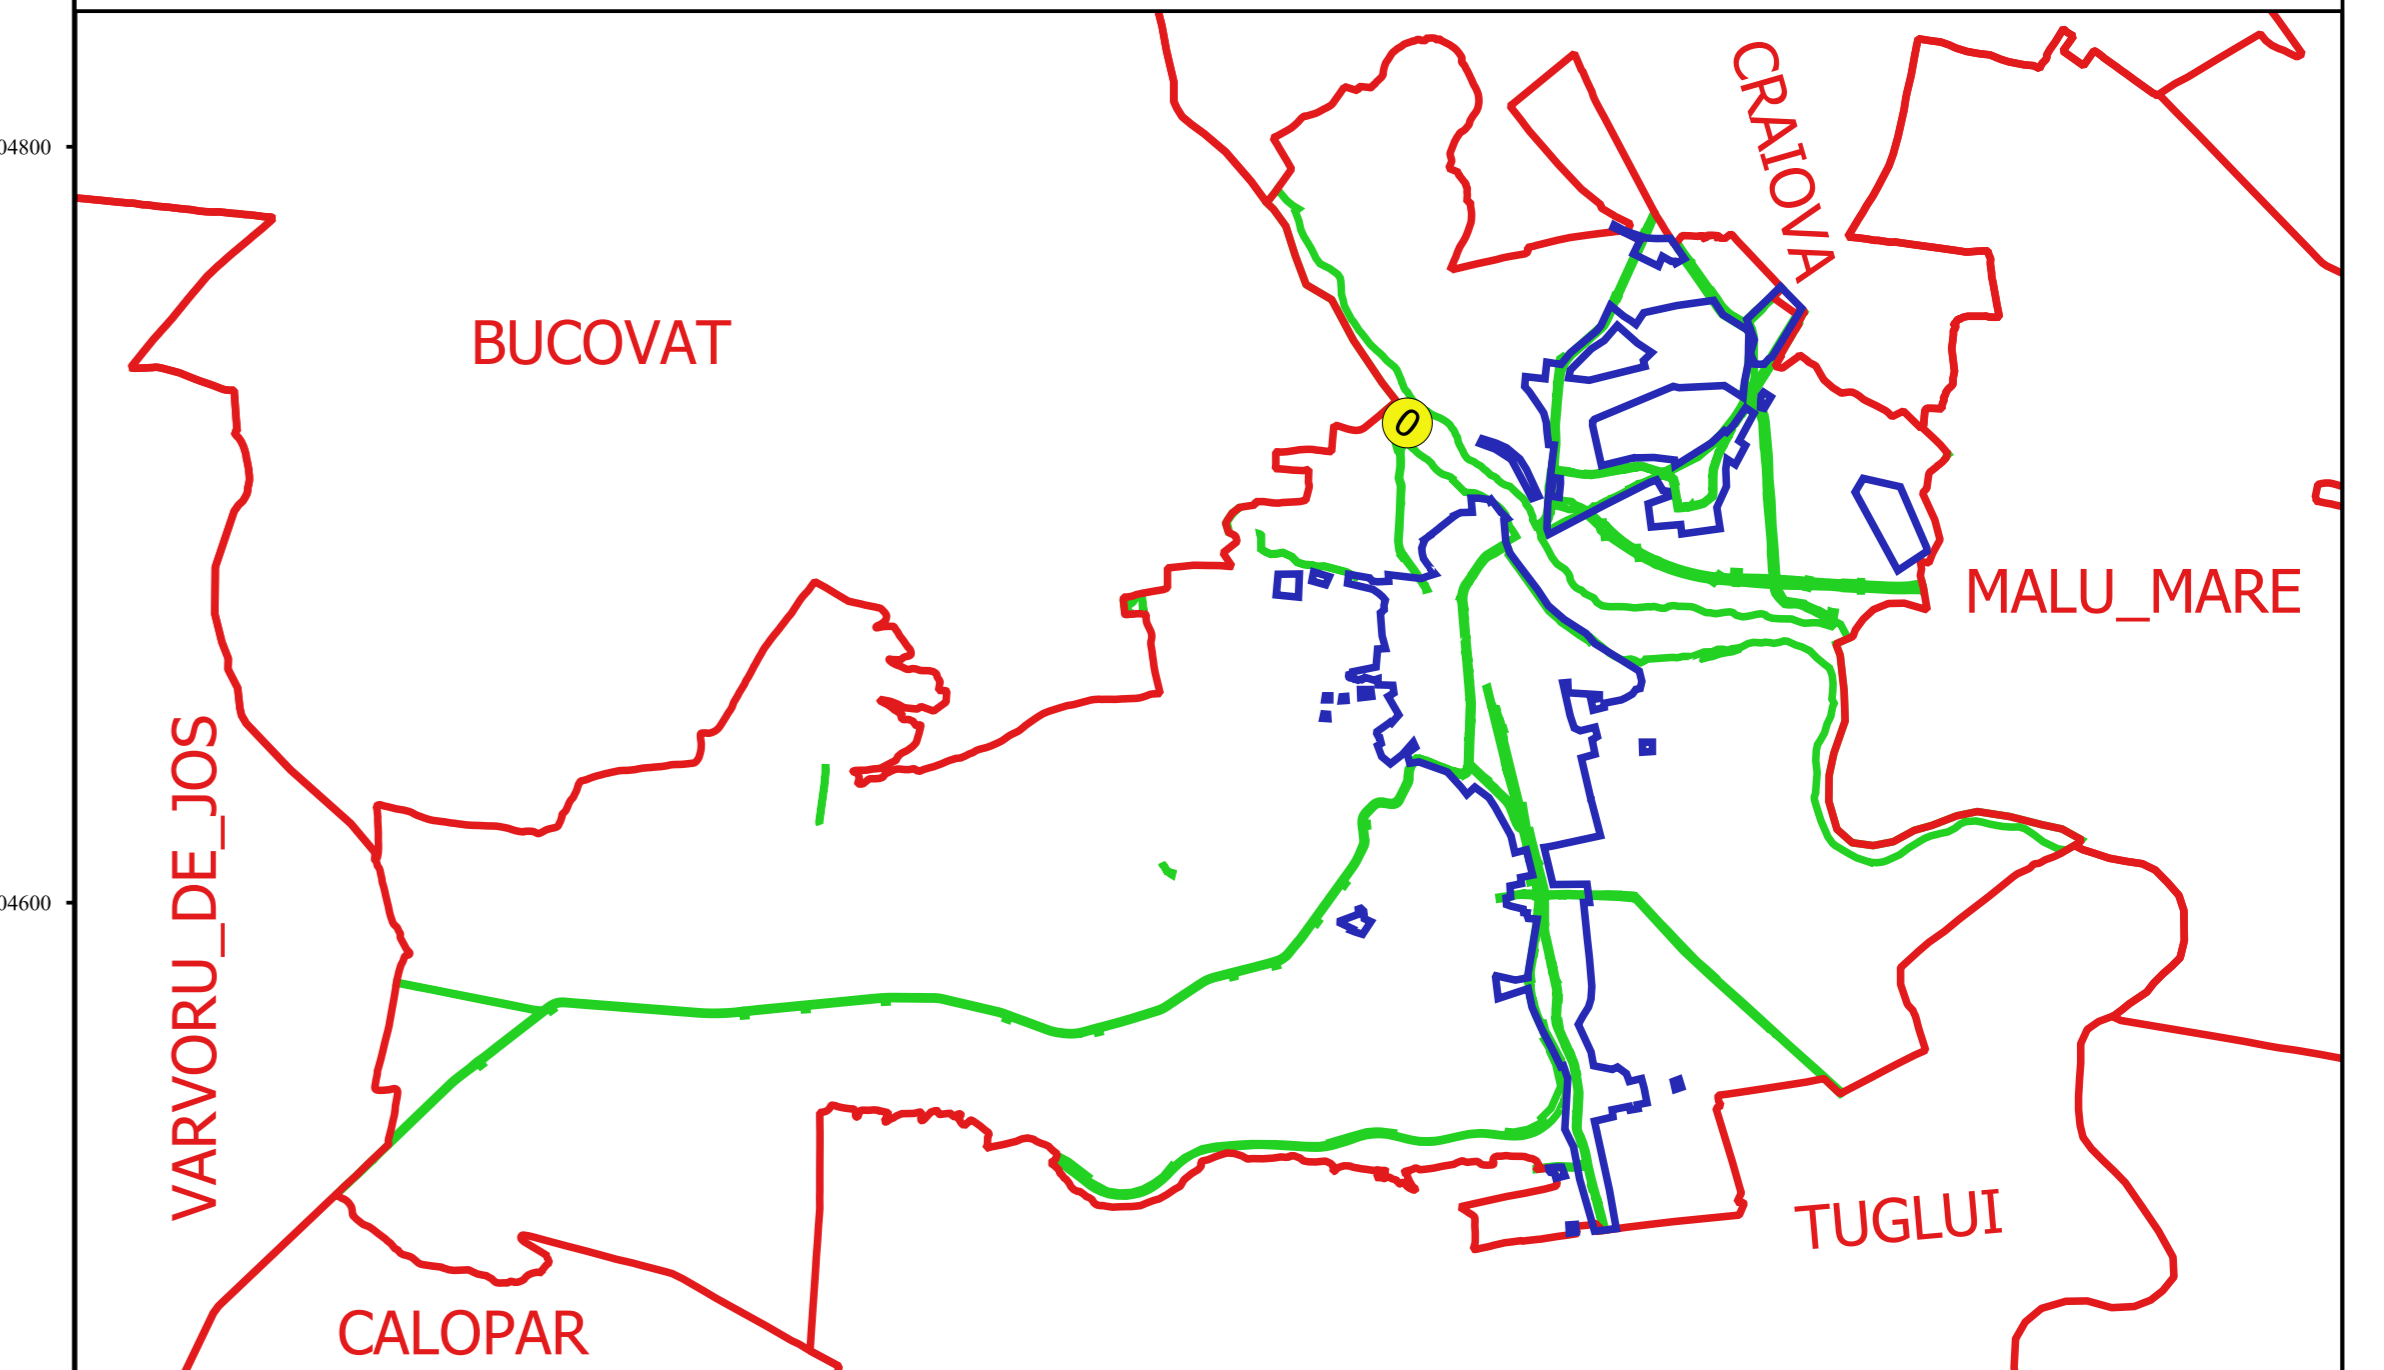 CRAIOVA
04800
BUCOVAT
0
MALU_MARE
VARVORU_DE_JOS
04600
TUGLUI
CALOPAR